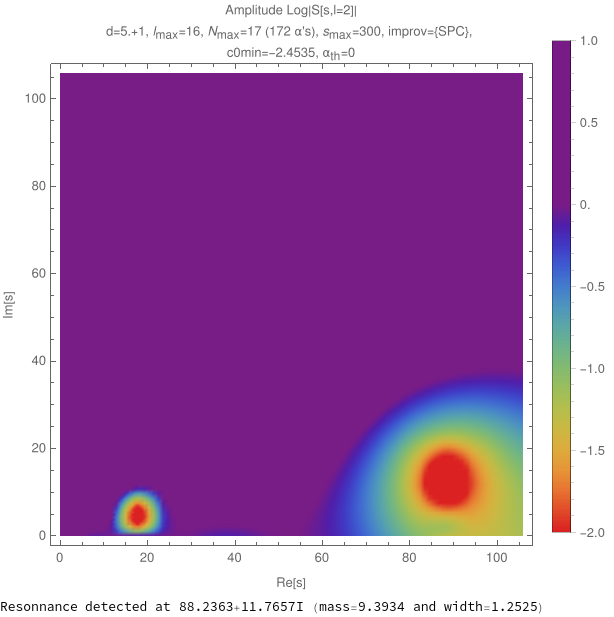 Amplitude Log|S[s,l=2]|
d=5.+1, lmax=16, Nmax=17 (172 α's), smax=300, improv={SPC},
c0min=−2.4535, αth=0
1.0
0.5
0.
−0.5
−1.0
−1.5
−2.0
Im[s]
100
80
60
40
20
0
0 20 40 60 80 100
Re[s]
Resonnance detected at 88.2363+11.7657I (mass=9.3934 and width=1.2525)